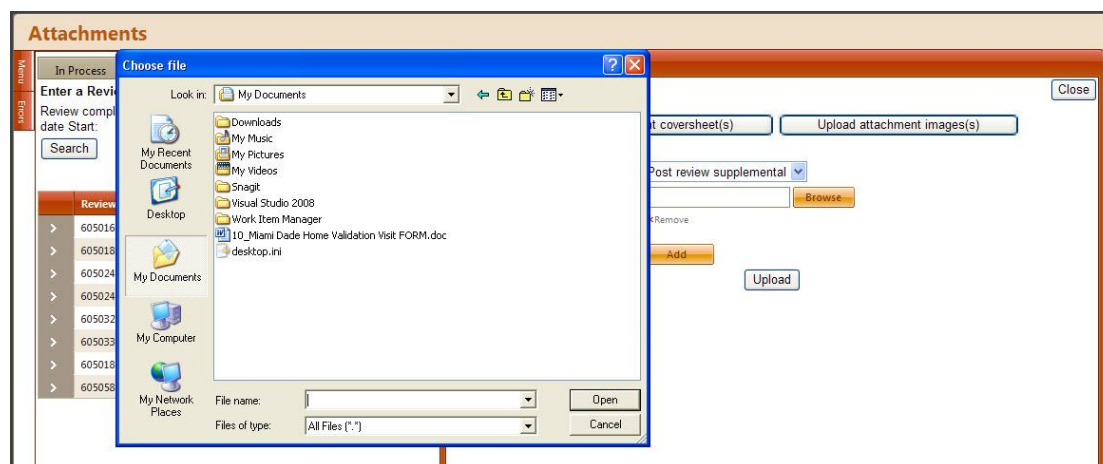 Attachments
Menu
Errors
In Process
Enter a Revi
Review compl
date Start:
Search
Review
605016
605018
605024
605024
605032
605033
605018
605058
Choose file
Look in:
My Documents
My Recent
Documents
Desktop
My Documents
My Computer
My Network
Places
Downloads
My Music
My Pictures
My Videos
Snagit
Visual Studio 2008
Work Item Manager
10_Miami Dade Home Validation Visit FORM.doc
desktop.ini
File name:
Open
Files of type:
All Files (*.*)
Cancel
Close
t coversheet(s)
Upload attachment images(s)
Post review supplemental
Browse
Remove
Add
Upload